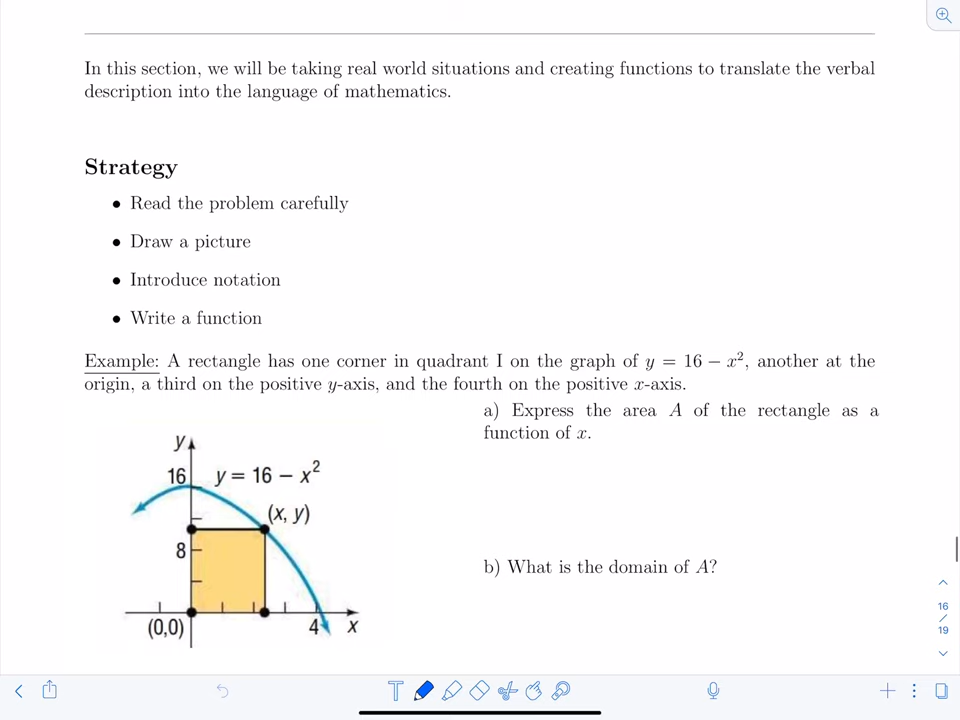 In this section, we will be taking real world situations and creating functions to translate the verbal
description into the language of mathematics.
Strategy
• Read the problem carefully
• Draw a picture
• Introduce notation
• Write a function
Example: A rectangle has one corner in quadrant I on the graph of y = 16 − x², another at the
origin, a third on the positive y-axis, and the fourth on the positive x-axis.
a) Express the area A of the rectangle as a
function of x.
b) What is the domain of A?
y
16
y = 16 − x²
(x, y)
8
(0,0)
4
x
16
/
19
T